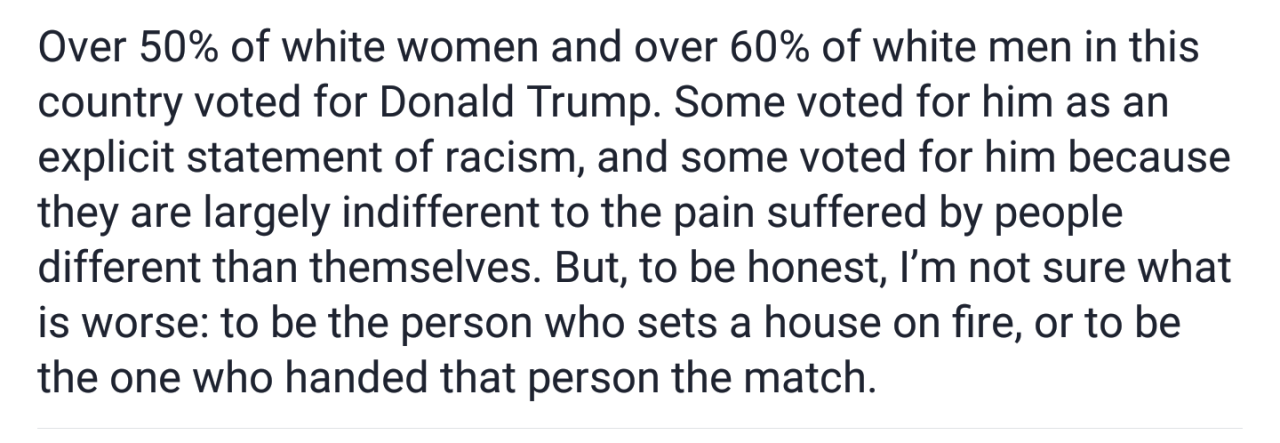 Over 50% of white women and over 60% of white men in this
country voted for Donald Trump. Some voted for him as an
explicit statement of racism, and some voted for him because
they are largely indifferent to the pain suffered by people
different than themselves. But, to be honest, I’m not sure what
is worse: to be the person who sets a house on fire, or to be
the one who handed that person the match.